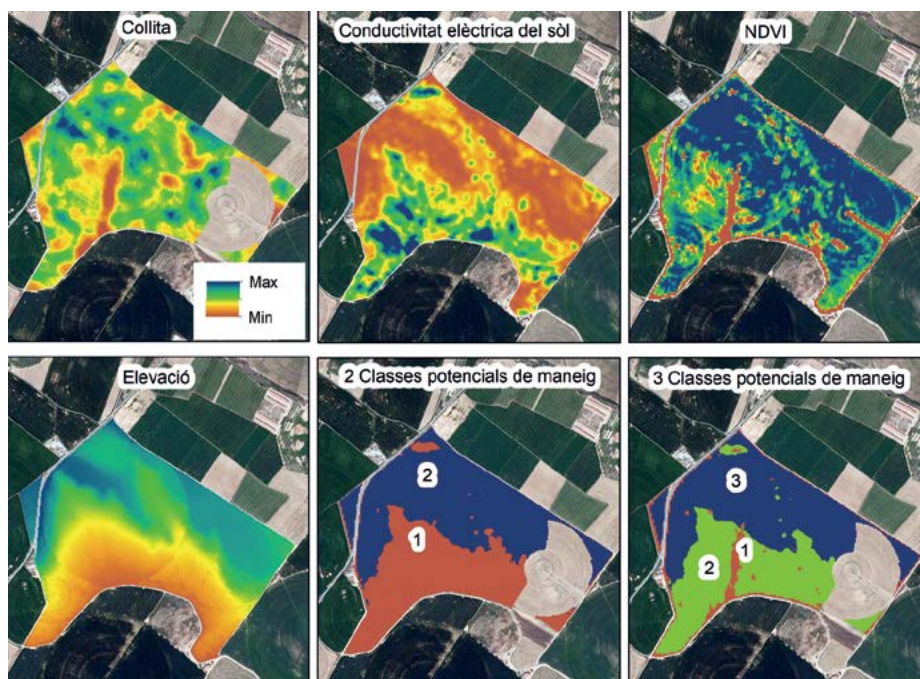 Collita
Conductivitat elèctrica del sòl
NDVI
Max
Min
Elevació
2 Classes potencials de maneig
3 Classes potencials de maneig
2
1
3
1
2